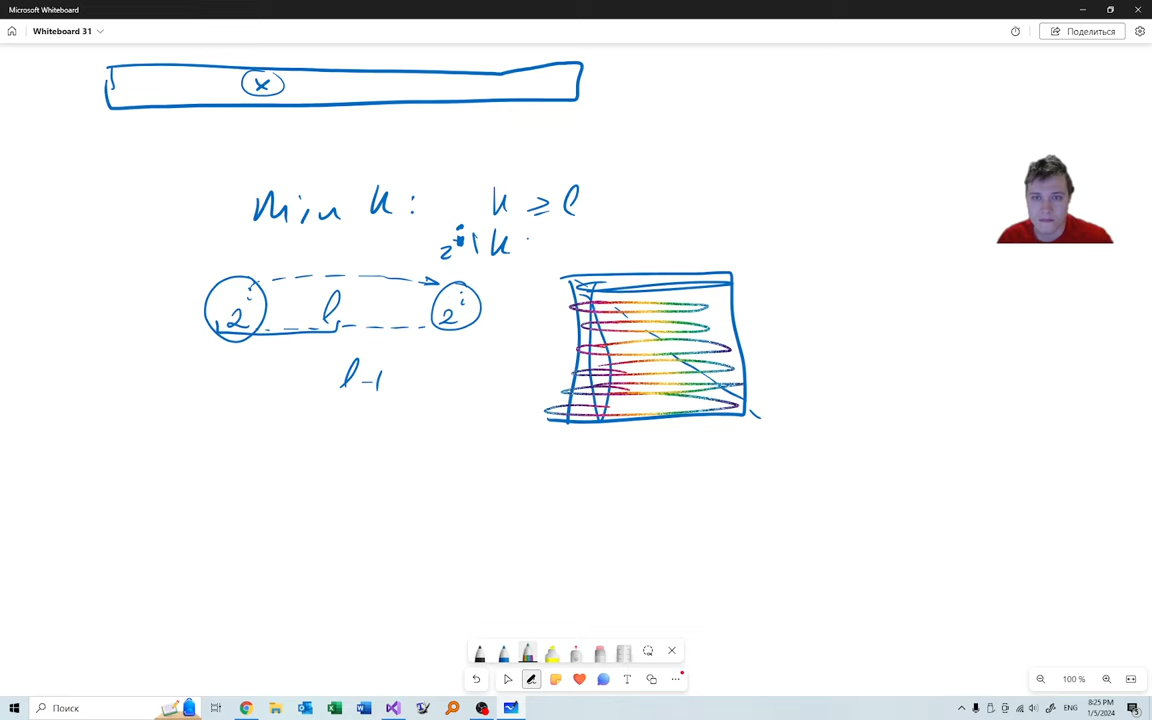 Microsoft Whiteboard
Whiteboard 31
Поделиться
x
Min k: k ≥ l
2^i | k
2^i l 2^i
l-1
100 %
Поиск
ENG
8:25 PM
1/5/2024